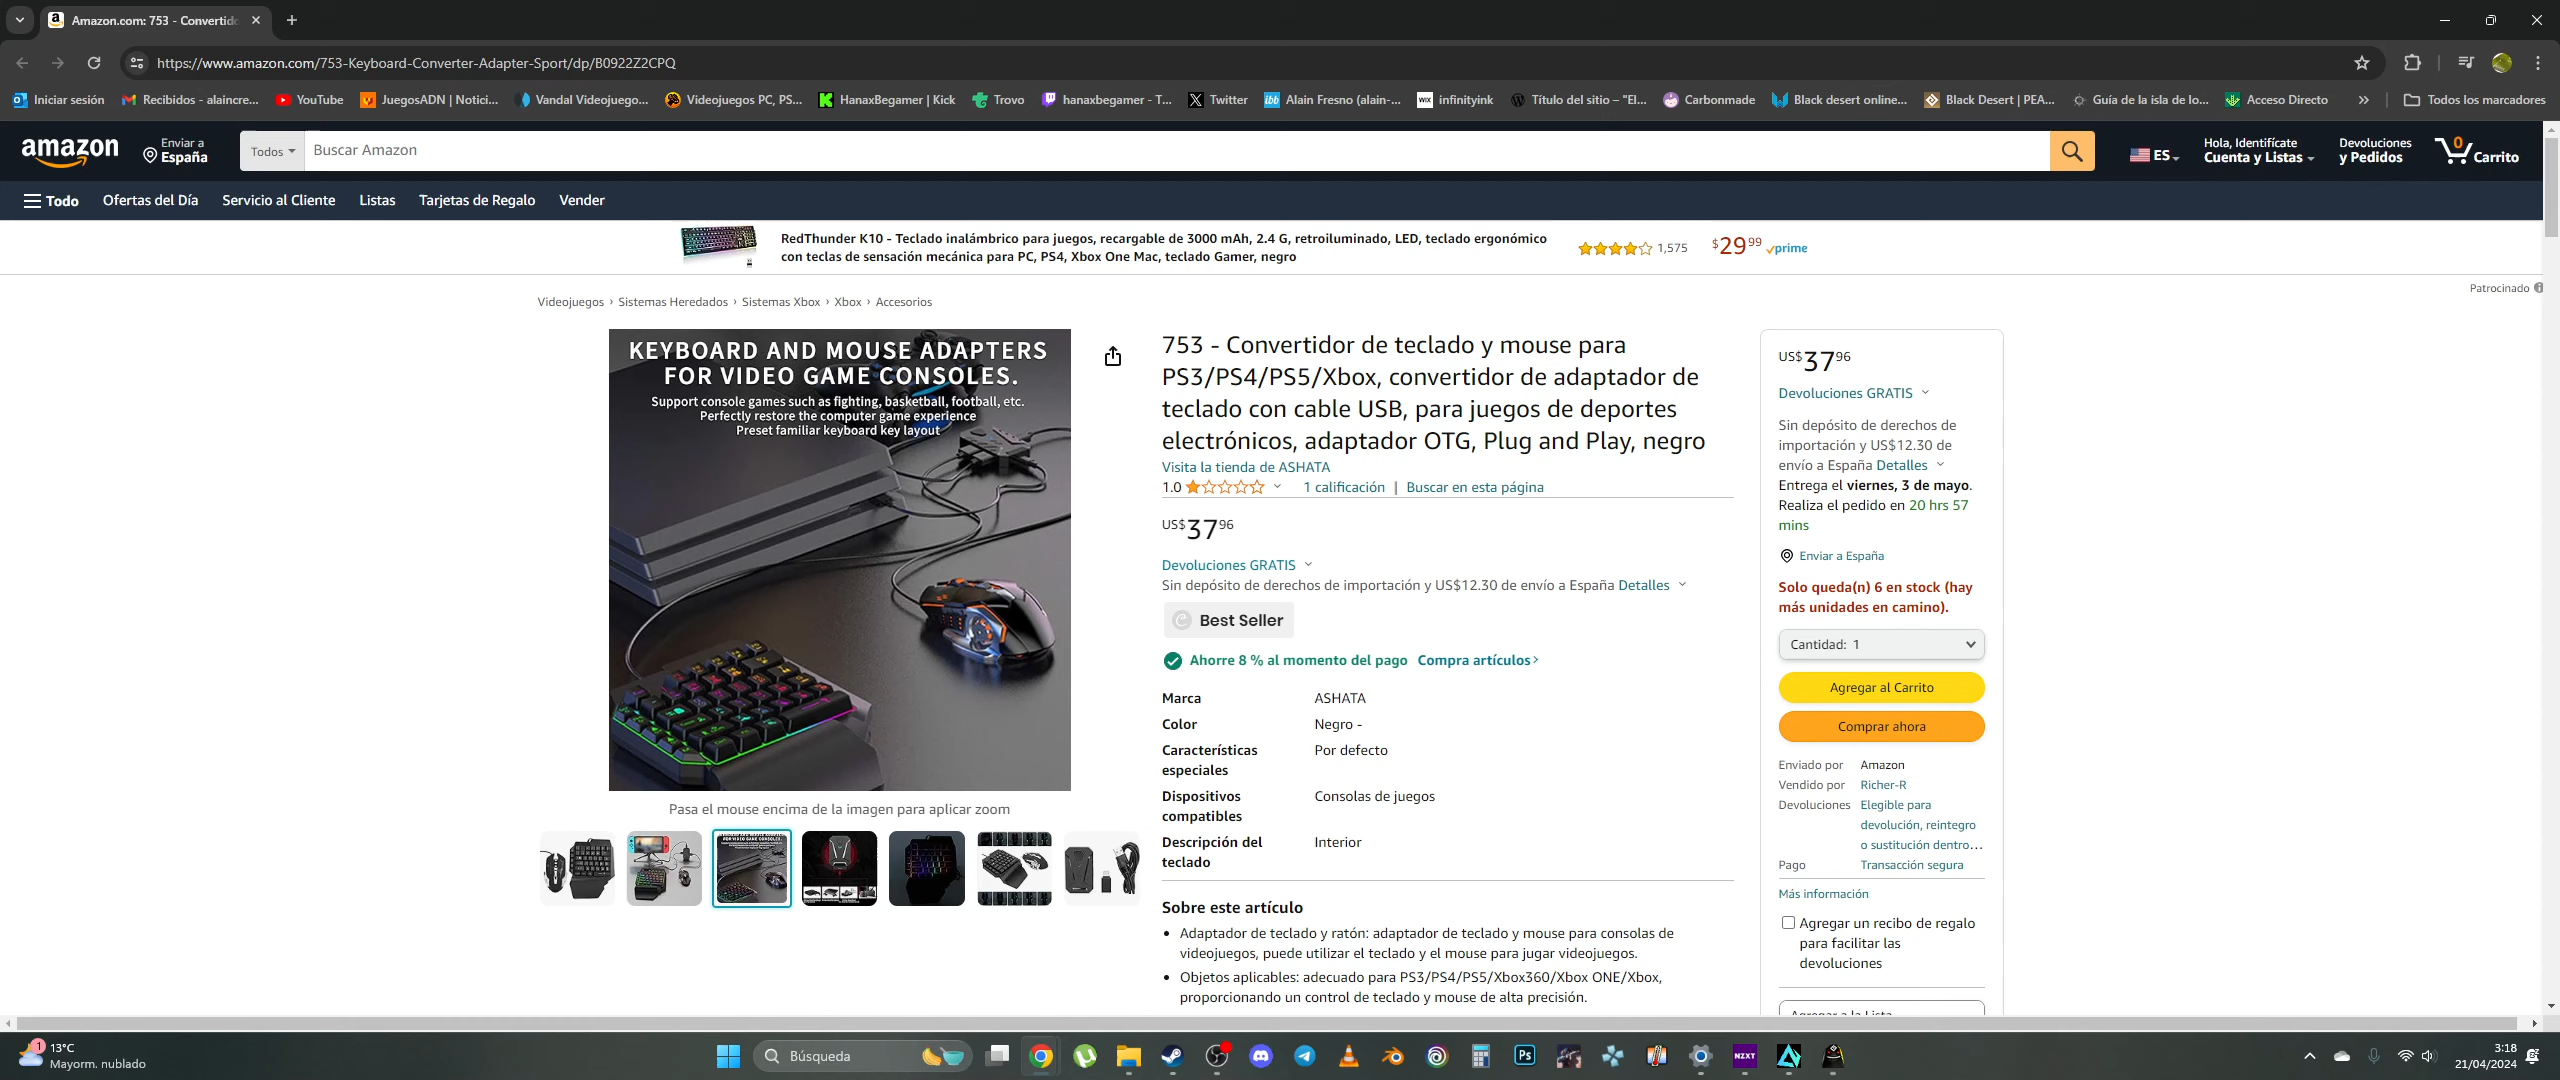 Amazon.com: 753 - Convertido
https://www.amazon.com/753-Keyboard-Converter-Adapter-Sport/dp/B0922Z2CPQ
Iniciar sesión
Recibidos - alaincre...
YouTube
JuegosADN | Notici...
Vandal Videojuego...
Videojuegos PC, PS...
HanaxBegamer | Kick
Trovo
hanaxbegamer - T...
Twitter
Alain Fresno (alain-...
infinityink
Título del sitio – "El...
Carbonmade
Black desert online...
Black Desert | PEA...
Guía de la isla de lo...
Acceso Directo
Todos los marcadores
amazon
Enviar a
España
Todos
Buscar Amazon
ES
Hola, Identifícate
Cuenta y Listas
Devoluciones
y Pedidos
0
Carrito
Todo
Ofertas del Día
Servicio al Cliente
Listas
Tarjetas de Regalo
Vender
RedThunder K10 - Teclado inalámbrico para juegos, recargable de 3000 mAh, 2.4 G, retroiluminado, LED, teclado ergonómico
con teclas de sensación mecánica para PC, PS4, Xbox One Mac, teclado Gamer, negro
1,575
$29 99
prime
Patrocinado
Videojuegos › Sistemas Heredados › Sistemas Xbox › Xbox › Accesorios
KEYBOARD AND MOUSE ADAPTERS
FOR VIDEO GAME CONSOLES.
Support console games such as fighting, basketball, football, etc.
Perfectly restore the computer game experience
Preset familiar keyboard key layout
Pasa el mouse encima de la imagen para aplicar zoom
753 - Convertidor de teclado y mouse para
PS3/PS4/PS5/Xbox, convertidor de adaptador de
teclado con cable USB, para juegos de deportes
electrónicos, adaptador OTG, Plug and Play, negro
Visita la tienda de ASHATA
1.0
1 calificación | Buscar en esta página
US$37 96
Devoluciones GRATIS
Sin depósito de derechos de importación y US$12.30 de envío a España Detalles
Best Seller
Ahorre 8 % al momento del pago Compra artículos
Marca ASHATA
Color Negro -
Características
especiales
Por defecto
Dispositivos
compatibles
Consolas de juegos
Descripción del
teclado
Interior
Sobre este artículo
• Adaptador de teclado y ratón: adaptador de teclado y mouse para consolas de
videojuegos, puede utilizar el teclado y el mouse para jugar videojuegos.
• Objetos aplicables: adecuado para PS3/PS4/PS5/Xbox360/Xbox ONE/Xbox,
proporcionando un control de teclado y mouse de alta precisión.
US$37 96
Devoluciones GRATIS
Sin depósito de derechos de
importación y US$12.30 de
envío a España Detalles
Entrega el viernes, 3 de mayo.
Realiza el pedido en 20 hrs 57
mins
Enviar a España
Solo queda(n) 6 en stock (hay
más unidades en camino).
Cantidad: 1
Agregar al Carrito
Comprar ahora
Enviado por Amazon
Vendido por Richer-R
Devoluciones Elegible para
devolución, reintegro
o sustitución dentro...
Pago Transacción segura
Más información
Agregar un recibo de regalo
para facilitar las
devoluciones
Agregar a la Lista
1
13°C
Mayorm. nublado
Búsqueda
Ps
NZXT
3:18
21/04/2024